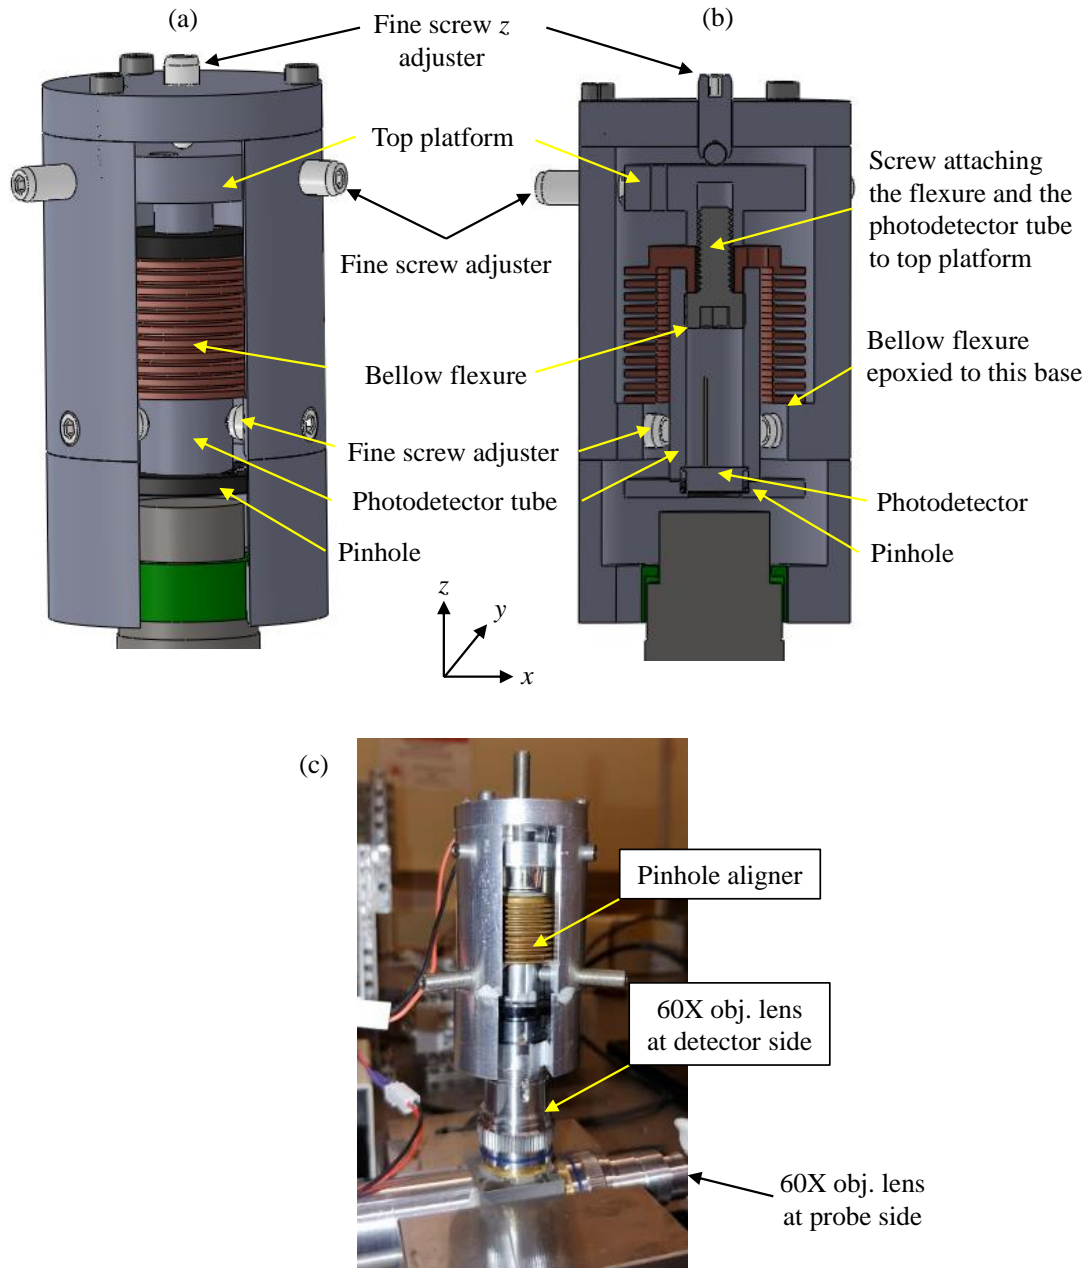 (a)
Fine screw z
adjuster
(b)
Top platform
Screw attaching
the flexure and the
photodetector tube
to top platform
Fine screw adjuster
Bellow flexure
Bellow flexure
epoxied to this base
Fine screw adjuster
Photodetector tube
Photodetector
Pinhole
Pinhole
z
y
x
(c)
Pinhole aligner
60X obj. lens
at detector side
60X obj. lens
at probe side